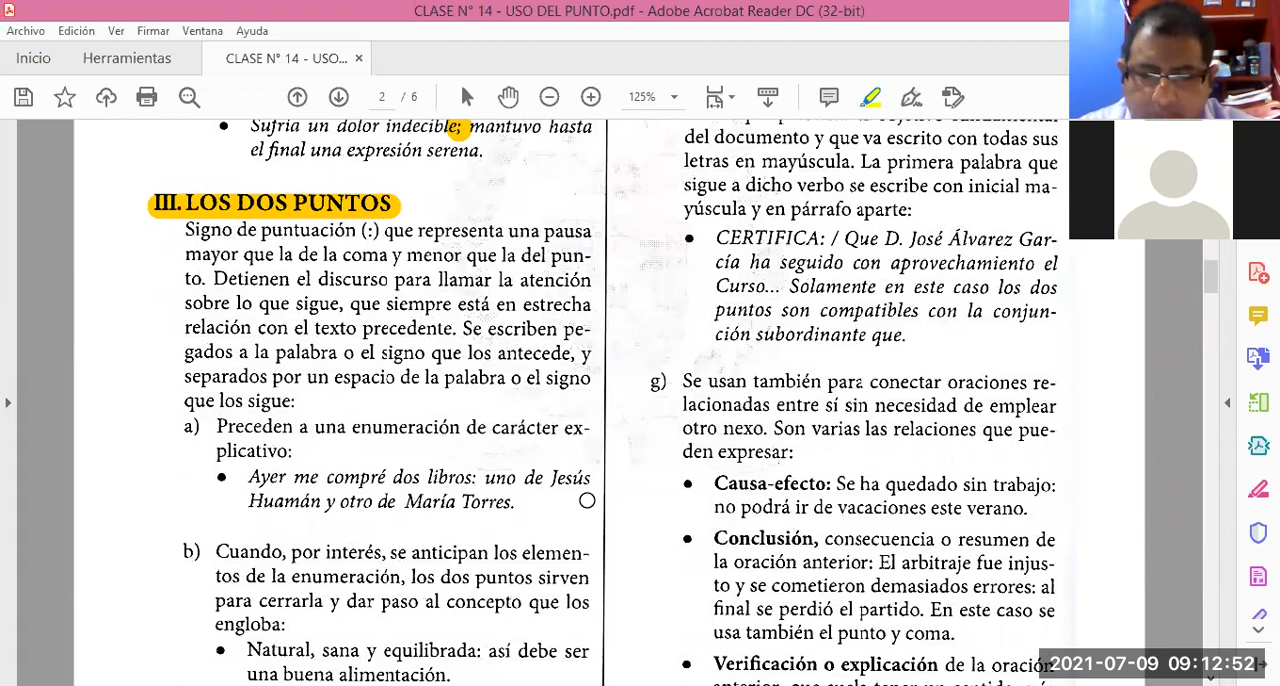 CLASE N° 14 - USO DEL PUNTO.pdf - Adobe Acrobat Reader DC (32-bit)
Archivo Edición Ver Firmar Ventana Ayuda
Inicio Herramientas CLASE N° 14 - USO... ×
2 / 6 125%
Sufría un dolor indecible; mantuvo hasta
el final una expresión serena.
III. LOS DOS PUNTOS
Signo de puntuación (:) que representa una pausa
mayor que la de la coma y menor que la del pun-
to. Detienen el discurso para llamar la atención
sobre lo que sigue, que siempre está en estrecha
relación con el texto precedente. Se escriben pe-
gados a la palabra o el signo que los antecede, y
separados por un espacio de la palabra o el signo
que los sigue:
a) Preceden a una enumeración de carácter ex-
plicativo:
• Ayer me compré dos libros: uno de Jesús
Huamán y otro de María Torres.
b) Cuando, por interés, se anticipan los elemen-
tos de la enumeración, los dos puntos sirven
para cerrarla y dar paso al concepto que los
engloba:
• Natural, sana y equilibrada: así debe ser
una buena alimentación.
del documento y que va escrito con todas sus
letras en mayúscula. La primera palabra que
sigue a dicho verbo se escribe con inicial ma-
yúscula y en párrafo aparte:
• CERTIFICA: / Que D. José Álvarez Gar-
cía ha seguido con aprovechamiento el
Curso... Solamente en este caso los dos
puntos son compatibles con la conjun-
ción subordinante que.
g) Se usan también para conectar oraciones re-
lacionadas entre sí sin necesidad de emplear
otro nexo. Son varias las relaciones que pue-
den expresar:
• Causa-efecto: Se ha quedado sin trabajo:
no podrá ir de vacaciones este verano.
• Conclusión, consecuencia o resumen de
la oración anterior: El arbitraje fue injus-
to y se cometieron demasiados errores: al
final se perdió el partido. En este caso se
usa también el punto y coma.
• Verificación o explicación de la oración
2021-07-09 09:12:52